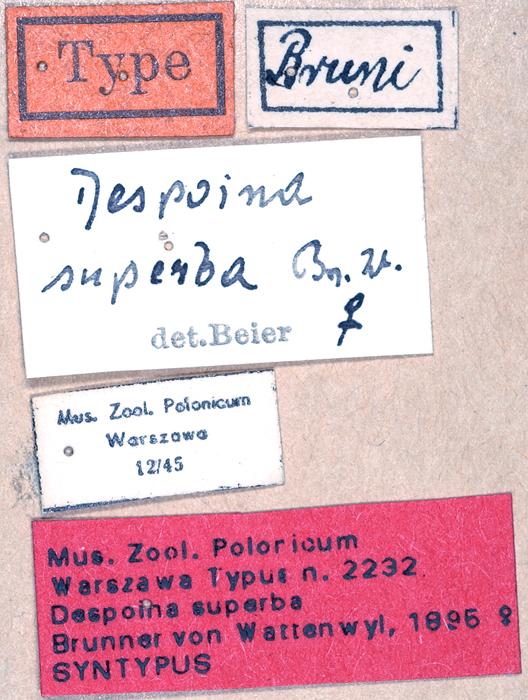 Type
Bruni
Despoina
superba Br. W.
det. Beier ♀
Mus. Zool. Polonicum
Warszawa
12/45
Mus. Zool. Polonicum
Warszawa Typus n. 2232
Despoina superba
Brunner von Wattenwyl, 1895 ♀
SYNTYPUS